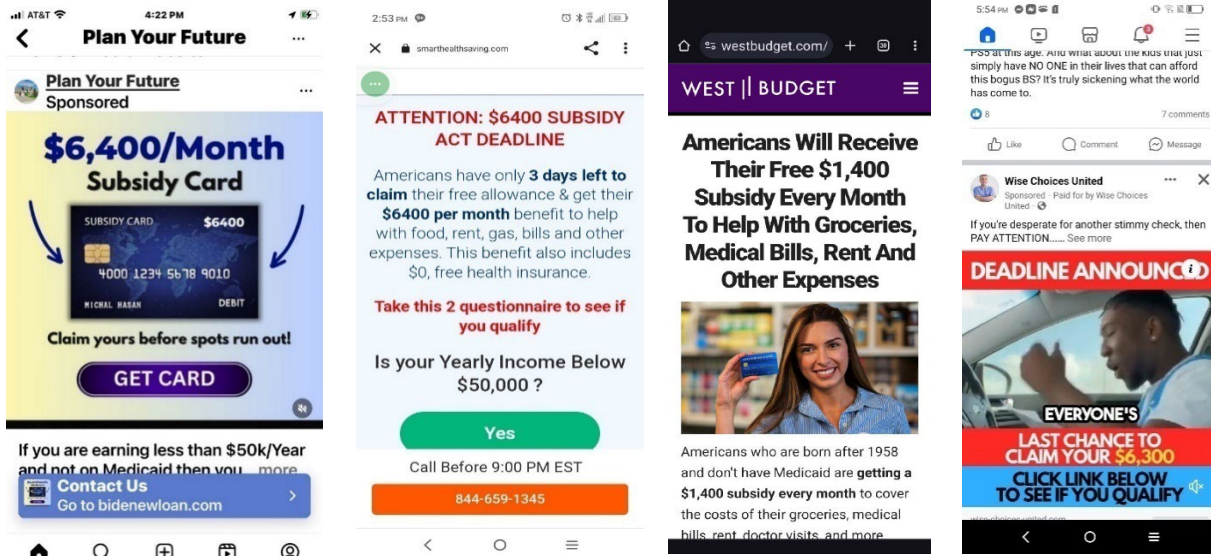 AT&T 4:22 PM
Plan Your Future
Plan Your Future
Sponsored
$6,400/Month
Subsidy Card
SUBSIDY CARD $6400
4000 1234 5678 9010
MICHAL HASAN DEBIT
Claim yours before spots run out!
GET CARD
If you are earning less than $50k/Year
and not on Medicaid then you more
Contact Us
Go to bidenewloan.com
2:53 PM
smarthealthsaving.com
ATTENTION: $6400 SUBSIDY
ACT DEADLINE
Americans have only 3 days left to
claim their free allowance & get their
$6400 per month benefit to help
with food, rent, gas, bills and other
expenses. This benefit also includes
$0, free health insurance.
Take this 2 questionnaire to see if
you qualify
Is your Yearly Income Below
$50,000 ?
Yes
Call Before 9:00 PM EST
844-659-1345
westbudget.com/
WEST || BUDGET
Americans Will Receive
Their Free $1,400
Subsidy Every Month
To Help With Groceries,
Medical Bills, Rent And
Other Expenses
Americans who are born after 1958
and don't have Medicaid are getting a
$1,400 subsidy every month to cover
the costs of their groceries, medical
bills, rent, doctor visits, and more
5:54 PM
PS5 at this age. And what about the kids that just
simply have NO ONE in their lives that can afford
this bogus BS? It's truly sickening what the world
has come to.
8 7 comments
Like Comment Message
Wise Choices United
Sponsored · Paid for by Wise Choices
United
If you're desperate for another stimmy check, then
PAY ATTENTION...... See more
DEADLINE ANNOUNC D
EVERYONE'S
LAST CHANCE TO
CLAIM YOUR $6,300
CLICK LINK BELOW
TO SEE IF YOU QUALIFY
wise-choices-united.com